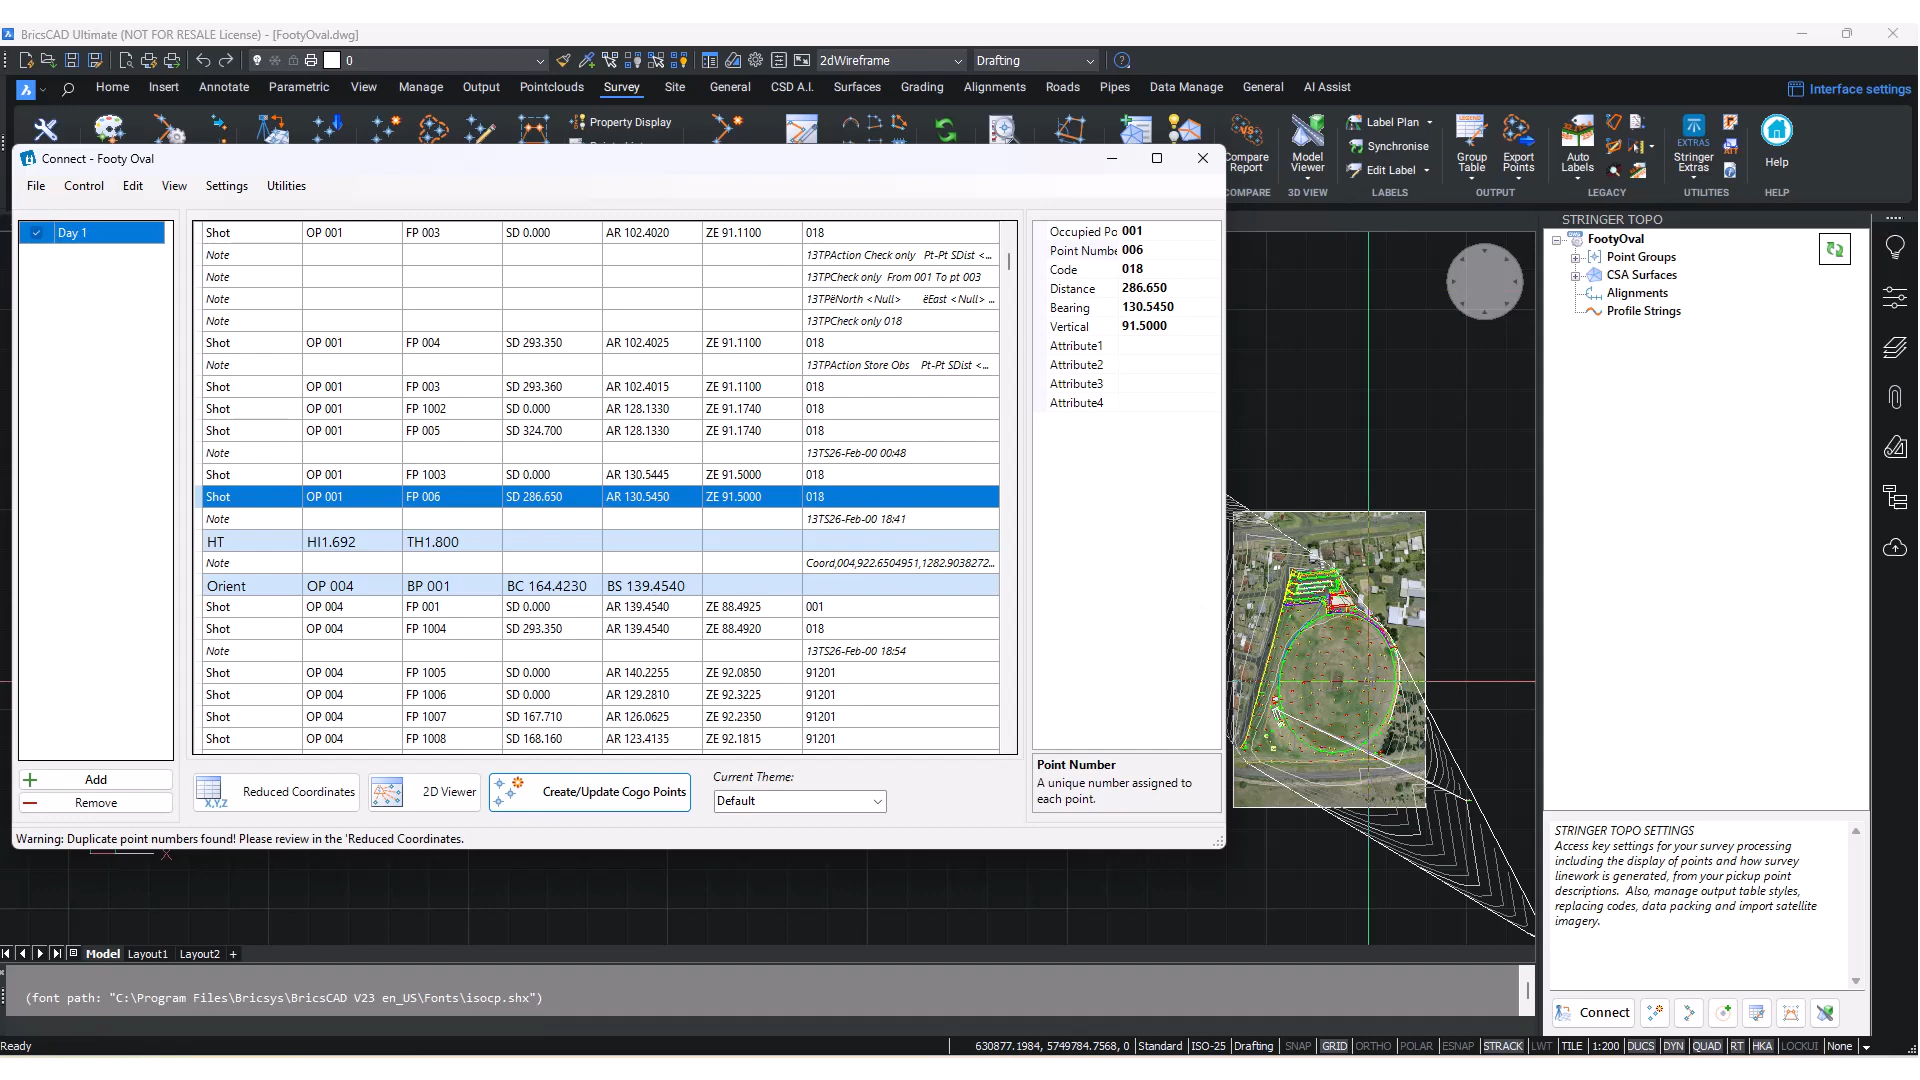 BricsCAD Ultimate (NOT FOR RESALE License) - [FootyOval.dwg]
0
2dWireframe
Drafting
Home Insert Annotate Parametric View Manage Output Pointclouds Survey Site General CSD A.I. Surfaces Grading Alignments Roads Pipes Data Manage General AI Assist
Interface settings
Property Display
Compare Report
Model Viewer
Label Plan
Synchronise
Edit Label
Group Table
Export Points
Auto Labels
EXTRAS
Stringer Extras
Help
COMPARE 3D VIEW LABELS OUTPUT LEGACY UTILITIES HELP
Connect - Footy Oval
File Control Edit View Settings Utilities
Day 1
Shot OP 001 FP 003 SD 0.000 AR 102.4020 ZE 91.1100 018
Note 13TPAction Check only Pt-Pt SDist <...
Note 13TPCheck only From 001 To pt 003
Note 13TPëNorth <Null> ëEast <Null> ...
Note 13TPCheck only 018
Shot OP 001 FP 004 SD 293.350 AR 102.4025 ZE 91.1100 018
Note 13TPAction Store Obs Pt-Pt SDist <...
Shot OP 001 FP 003 SD 293.360 AR 102.4015 ZE 91.1100 018
Shot OP 001 FP 1002 SD 0.000 AR 128.1330 ZE 91.1740 018
Shot OP 001 FP 005 SD 324.700 AR 128.1330 ZE 91.1740 018
Note 13TS26-Feb-00 00:48
Shot OP 001 FP 1003 SD 0.000 AR 130.5445 ZE 91.5000 018
Shot OP 001 FP 006 SD 286.650 AR 130.5450 ZE 91.5000 018
Note 13TS26-Feb-00 18:41
HT HI1.692 TH1.800
Note Coord,004,922.6504951,1282.9038272...
Orient OP 004 BP 001 BC 164.4230 BS 139.4540
Shot OP 004 FP 001 SD 0.000 AR 139.4540 ZE 88.4925 001
Shot OP 004 FP 1004 SD 293.350 AR 139.4540 ZE 88.4920 018
Note 13TS26-Feb-00 18:54
Shot OP 004 FP 1005 SD 0.000 AR 140.2255 ZE 92.0850 91201
Shot OP 004 FP 1006 SD 0.000 AR 129.2810 ZE 92.3225 91201
Shot OP 004 FP 1007 SD 167.710 AR 126.0625 ZE 92.2350 91201
Shot OP 004 FP 1008 SD 168.160 AR 123.4135 ZE 92.1815 91201
Occupied Po 001
Point Numbe 006
Code 018
Distance 286.650
Bearing 130.5450
Vertical 91.5000
Attribute1
Attribute2
Attribute3
Attribute4
Point Number
A unique number assigned to
each point.
Add
Remove
X,Y,Z
Reduced Coordinates
2D Viewer
Create/Update Cogo Points
Current Theme:
Default
Warning: Duplicate point numbers found! Please review in the 'Reduced Coordinates.
X
STRINGER TOPO
FootyOval
Point Groups
CSA Surfaces
Alignments
Profile Strings
STRINGER TOPO SETTINGS
Access key settings for your survey processing
including the display of points and how survey
linework is generated, from your pickup point
descriptions. Also, manage output table styles,
replacing codes, data packing and import satellite
imagery.
Connect
Model Layout1 Layout2 +
(font path: "C:\Program Files\Bricsys\BricsCAD V23 en_US\Fonts\isocp.shx")
Ready
630877.1984, 5749784.7568, 0 Standard ISO-25 Drafting SNAP GRID ORTHO POLAR ESNAP STRACK LWT TILE 1:200 DUCS DYN QUAD RT HKA LOCKUI None